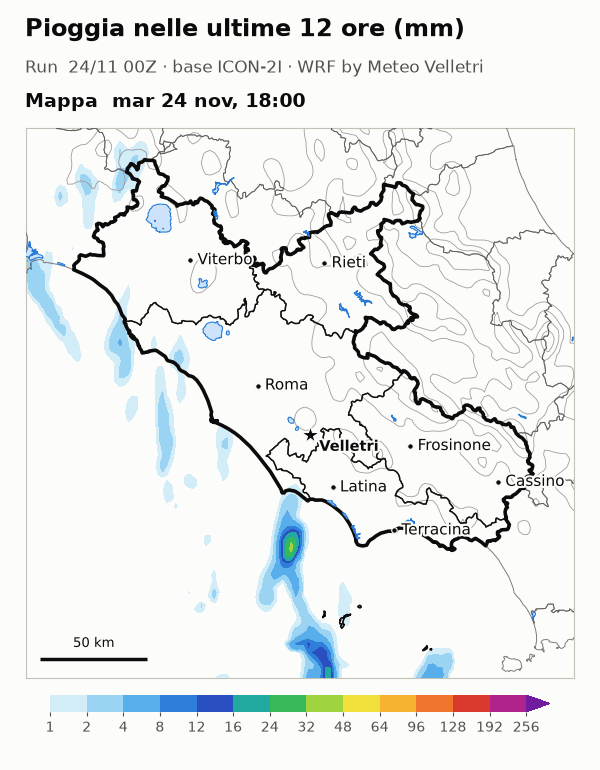 Pioggia nelle ultime 12 ore (mm)
Run 24/11 00Z · base ICON-2I · WRF by Meteo Velletri
Mappa mar 24 nov, 18:00
Viterbo
Rieti
Roma
Velletri
Frosinone
Latina
Cassino
Terracina
50 km
1 2 4 8 12 16 24 32 48 64 96 128 192 256